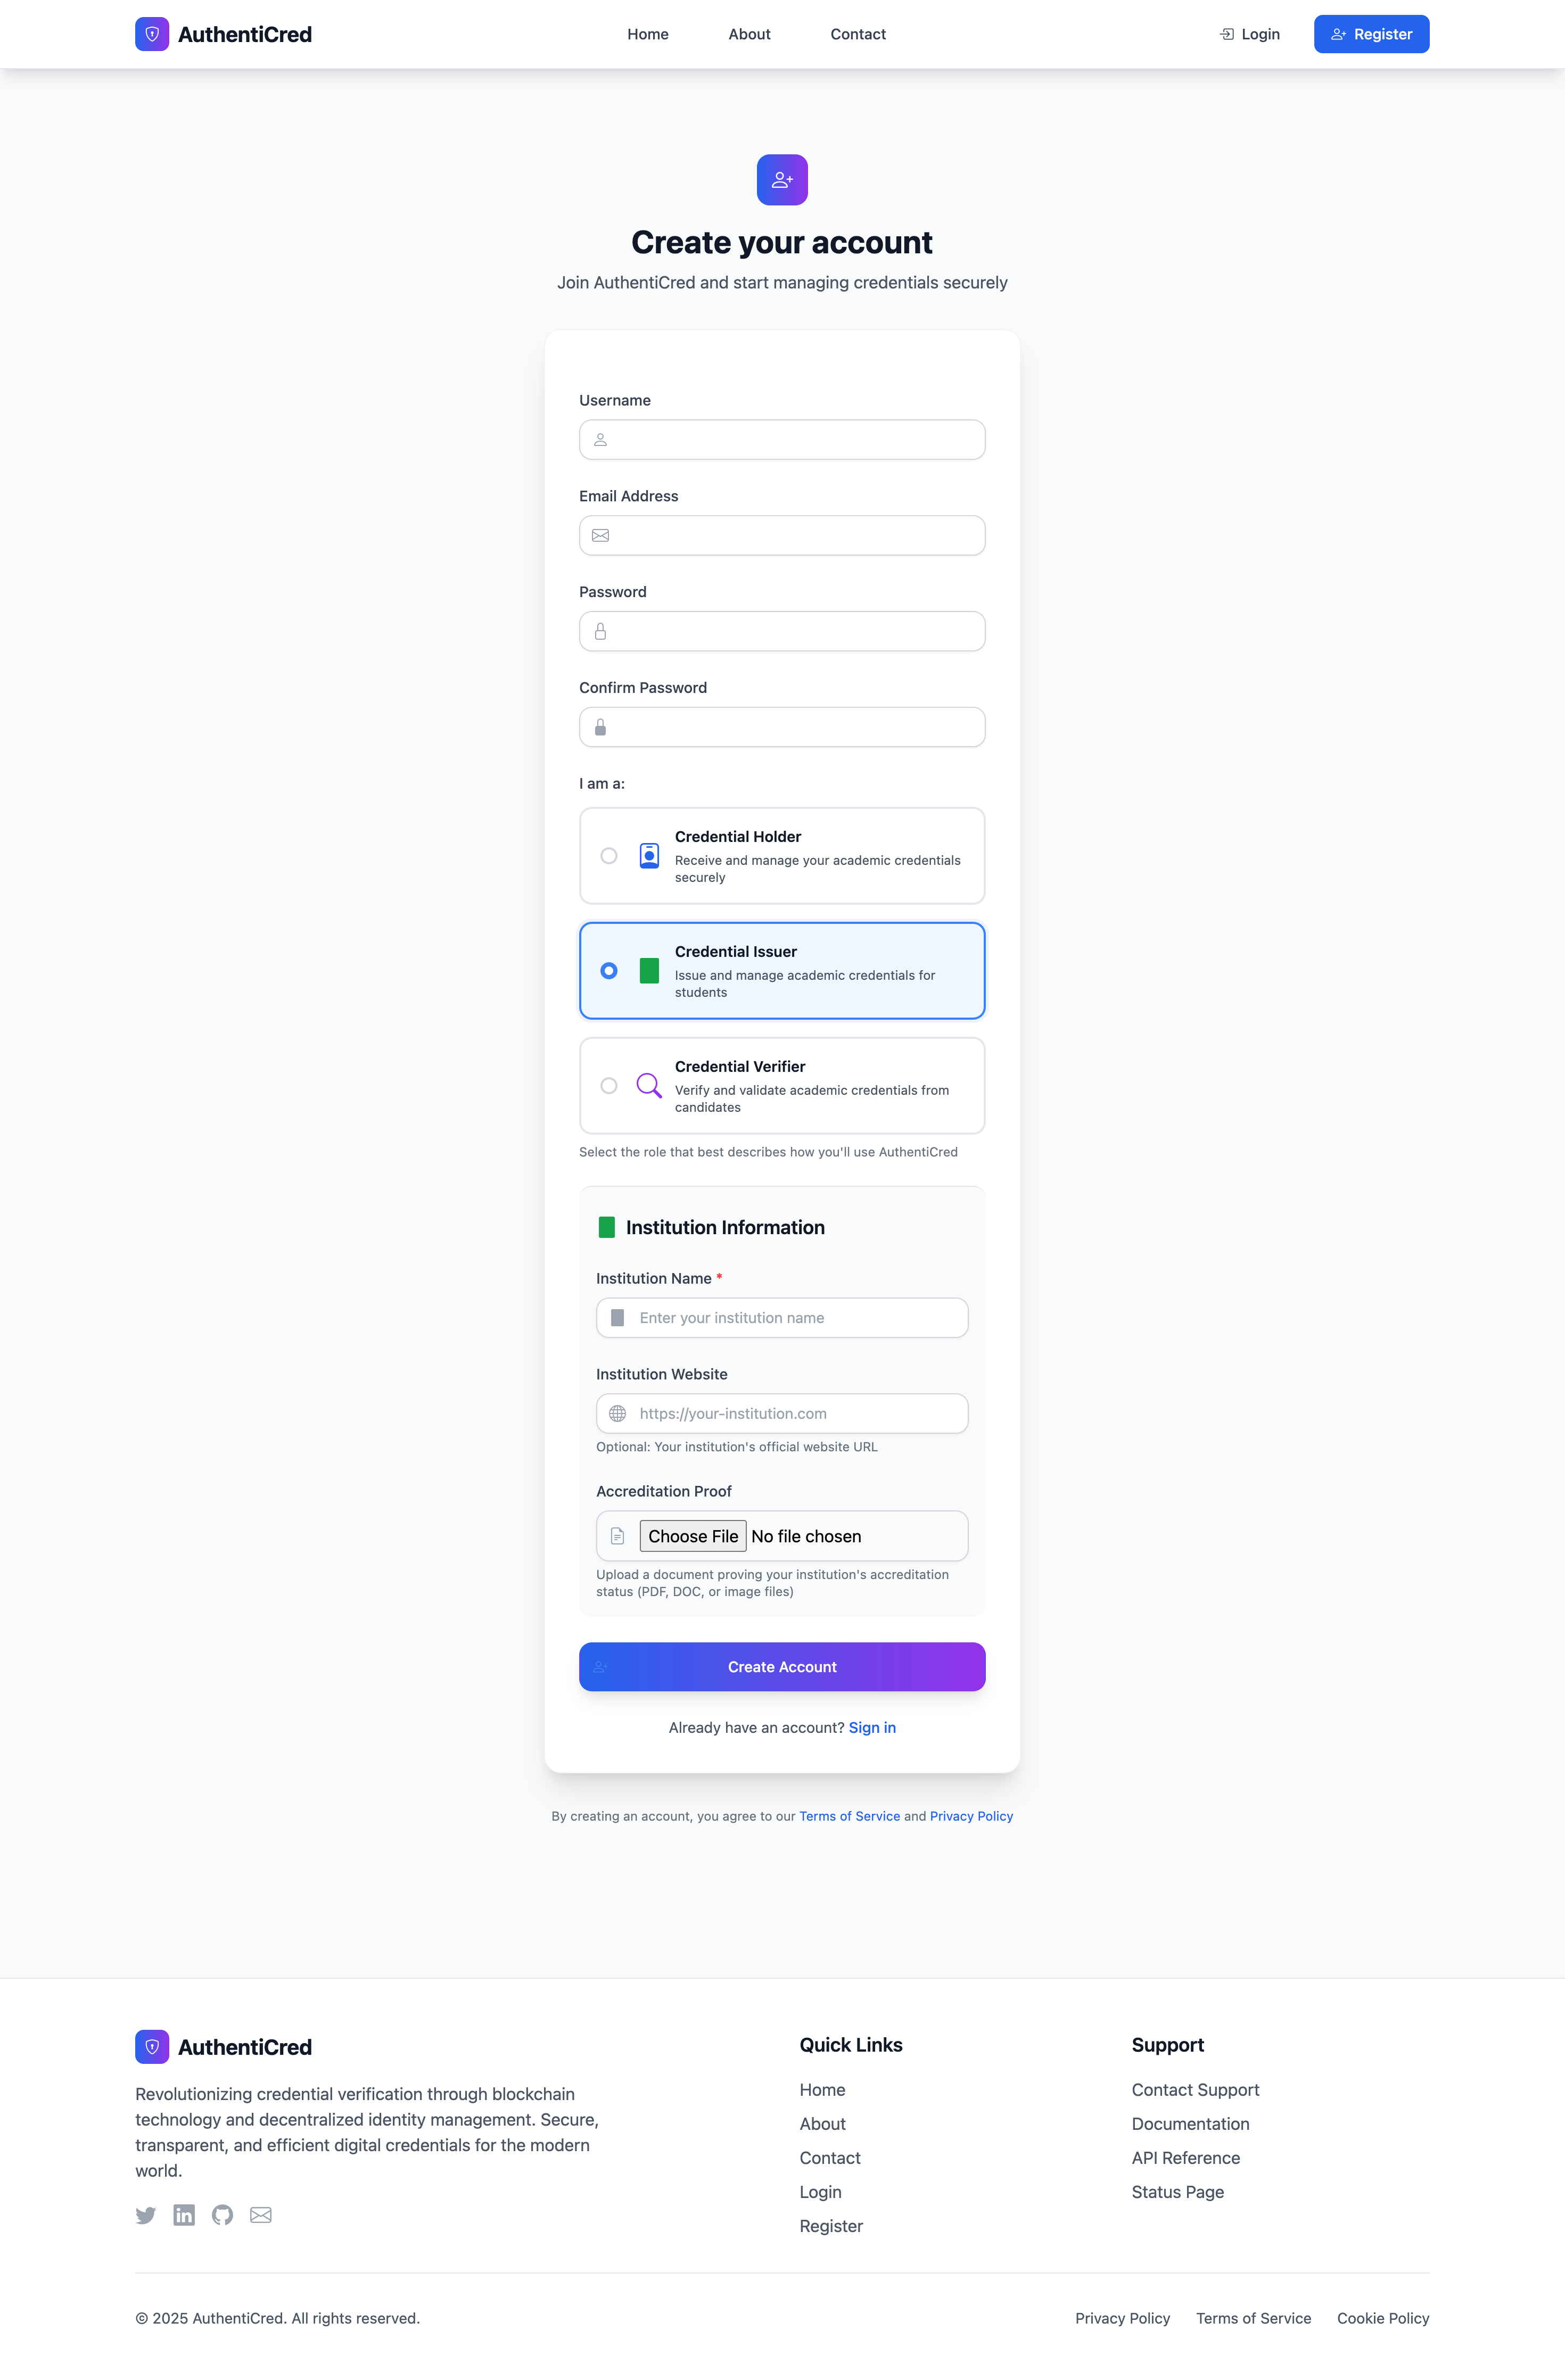 AuthentiCred
Home
About
Contact
Login
Register
Create your account
Join AuthentiCred and start managing credentials securely
Username
Email Address
Password
Confirm Password
I am a:
Credential Holder
Receive and manage your academic credentials
securely
Credential Issuer
Issue and manage academic credentials for
students
Credential Verifier
Verify and validate academic credentials from
candidates
Select the role that best describes how you'll use AuthentiCred
Institution Information
Institution Name *
Enter your institution name
Institution Website
https://your-institution.com
Optional: Your institution's official website URL
Accreditation Proof
Choose File No file chosen
Upload a document proving your institution's accreditation
status (PDF, DOC, or image files)
Create Account
Already have an account? Sign in
By creating an account, you agree to our Terms of Service and Privacy Policy
AuthentiCred
Revolutionizing credential verification through blockchain
technology and decentralized identity management. Secure,
transparent, and efficient digital credentials for the modern
world.
Quick Links
Home
About
Contact
Login
Register
Support
Contact Support
Documentation
API Reference
Status Page
© 2025 AuthentiCred. All rights reserved.
Privacy Policy
Terms of Service
Cookie Policy